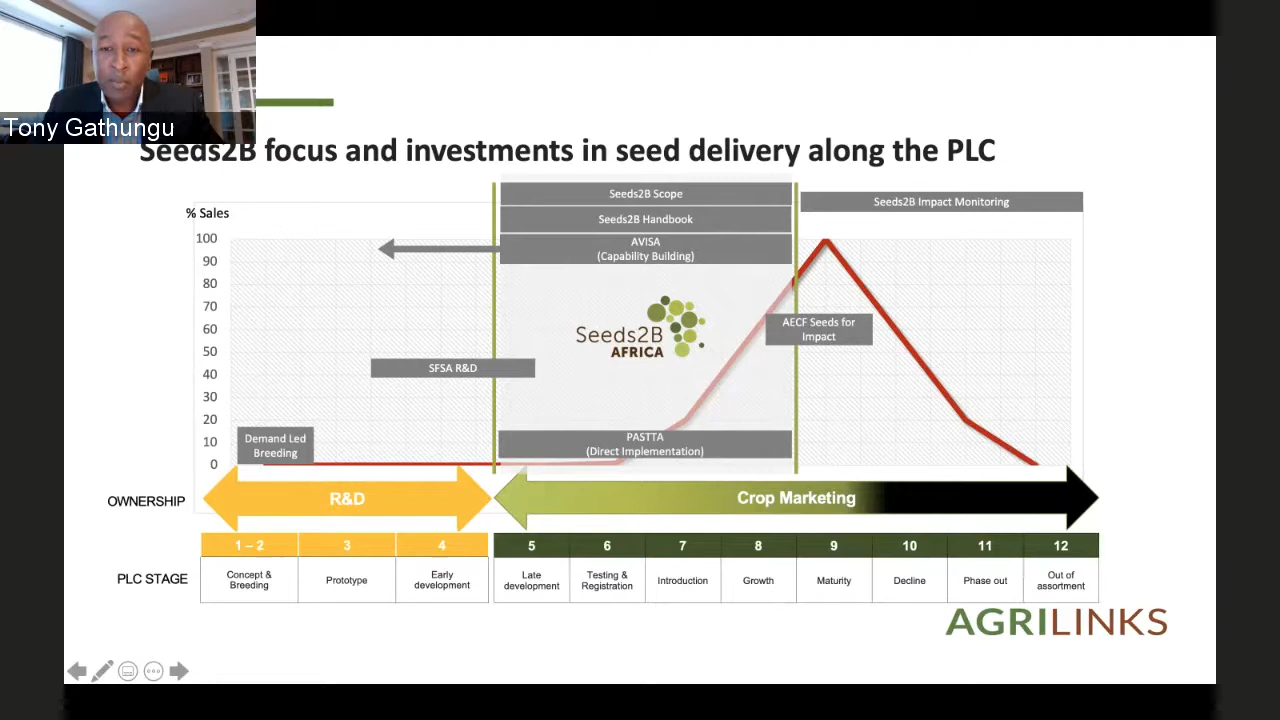 Tony Gathungu
Seeds2B focus and investments in seed delivery along the PLC
% Sales
100
90
80
70
60
50
40
30
20
10
0
Seeds2B Scope
Seeds2B Handbook
AVISA
(Capability Building)
Seeds2B Impact Monitoring
Seeds2B
AFRICA
AECF Seeds for
Impact
SFSA R&D
Demand Led
Breeding
PASTTA
(Direct Implementation)
OWNERSHIP
R&D
Crop Marketing
PLC STAGE
1 – 2
3
4
5
6
7
8
9
10
11
12
Concept &
Breeding
Prototype
Early
development
Late
development
Testing &
Registration
Introduction
Growth
Maturity
Decline
Phase out
Out of
assortment
AGRILINKS